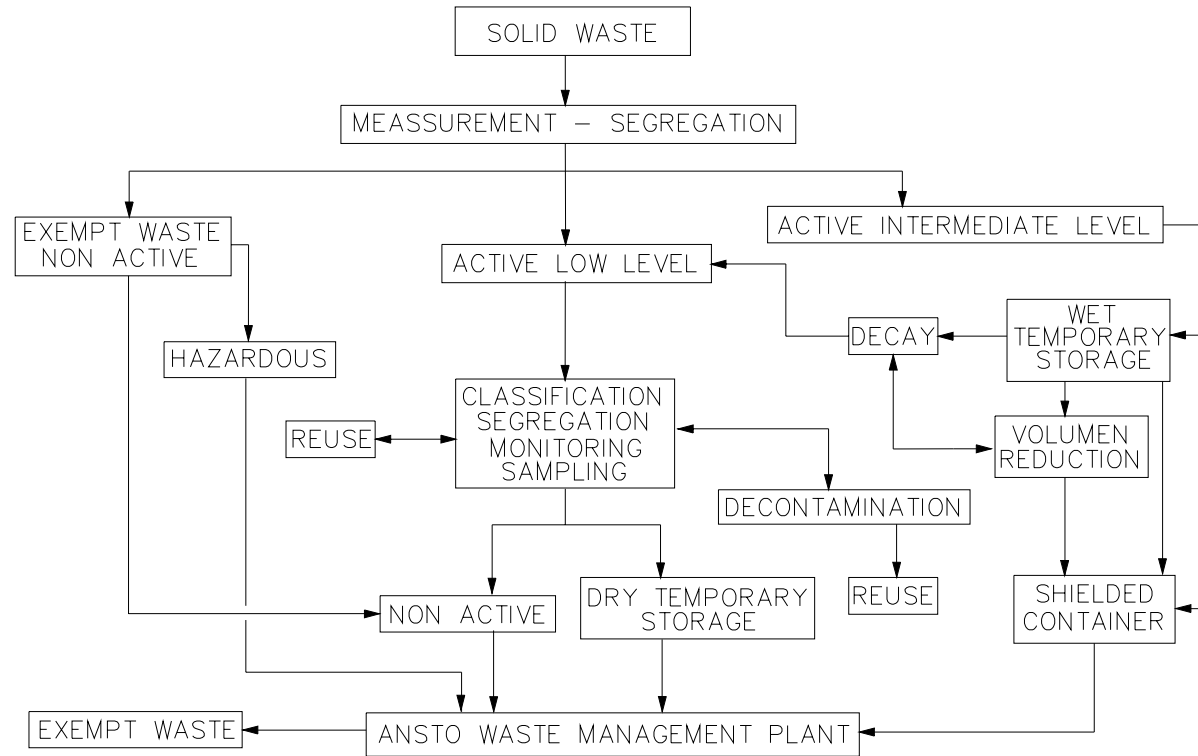 SOLID WASTE
MEASSUREMENT – SEGREGATION
EXEMPT WASTE
NON ACTIVE
ACTIVE INTERMEDIATE LEVEL
ACTIVE LOW LEVEL
HAZARDOUS
DECAY
WET
TEMPORARY
STORAGE
CLASSIFICATION
SEGREGATION
MONITORING
SAMPLING
REUSE
VOLUMEN
REDUCTION
DECONTAMINATION
NON ACTIVE
DRY TEMPORARY
STORAGE
REUSE
SHIELDED
CONTAINER
EXEMPT WASTE
ANSTO WASTE MANAGEMENT PLANT